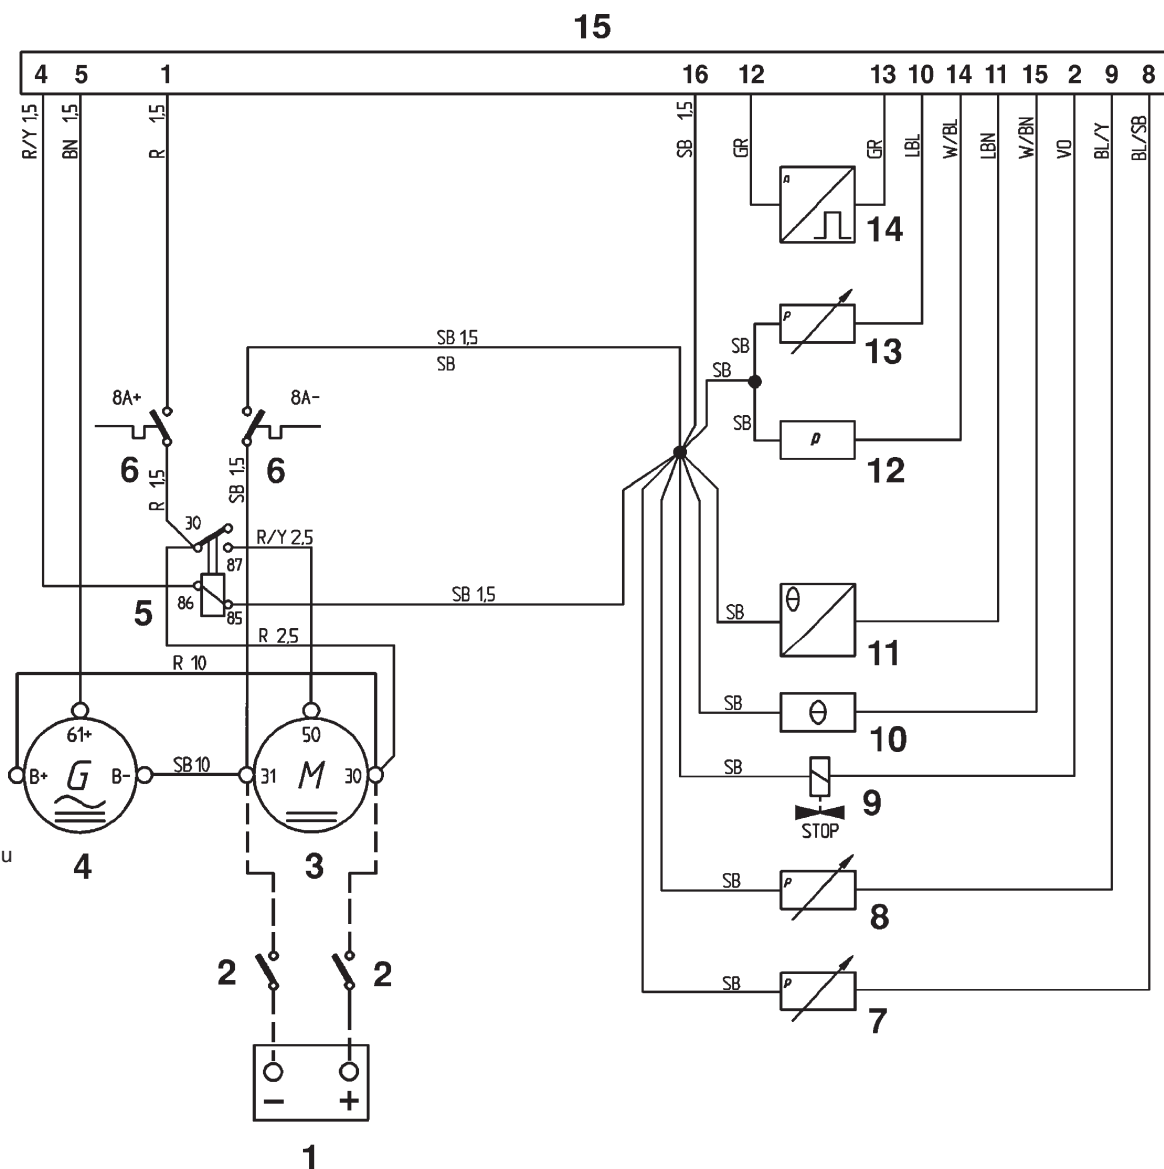 15
4 5 1 16 12 13 10 14 11 15 2 9 8
R/Y 1,5
BN 1,5
R 1,5
SB 1,5
GR
GR
LBL
W/BL
LBN
W/BN
VO
BL/Y
BL/SB
n
14
p
13
SB 1,5
SB
SB
SB
SB
8A+
8A-
p
12
6
6
R 1,5
SB 1,5
30
R/Y 2,5
87
86
85
5
SB 1,5
θ
SB
11
R 2,5
R 10
SB
θ
10
61+
50
B+ G B-
SB 10
31 M 30
SB
9
STOP
u
4
3
SB
p
8
2
2
SB
p
7
− +
1